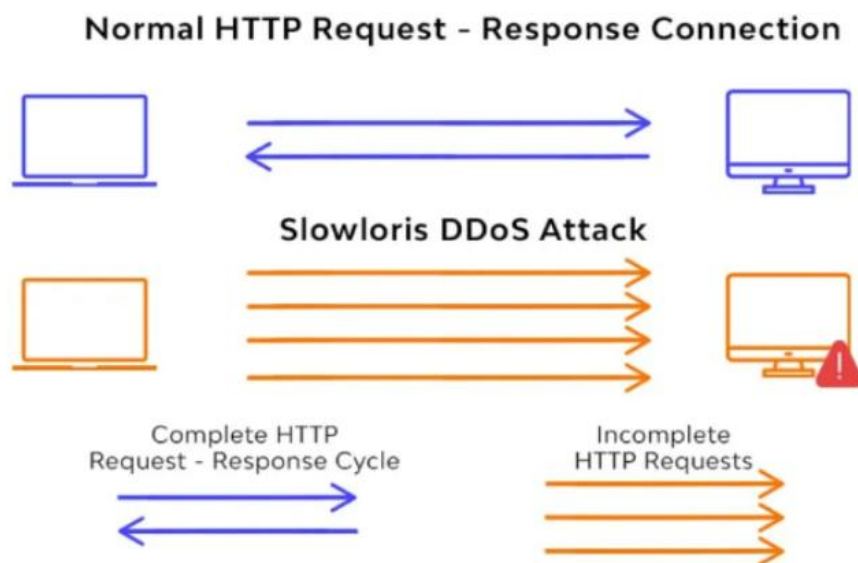 Normal HTTP Request - Response Connection
Slowloris DDoS Attack
Complete HTTP
Request - Response Cycle
Incomplete
HTTP Requests